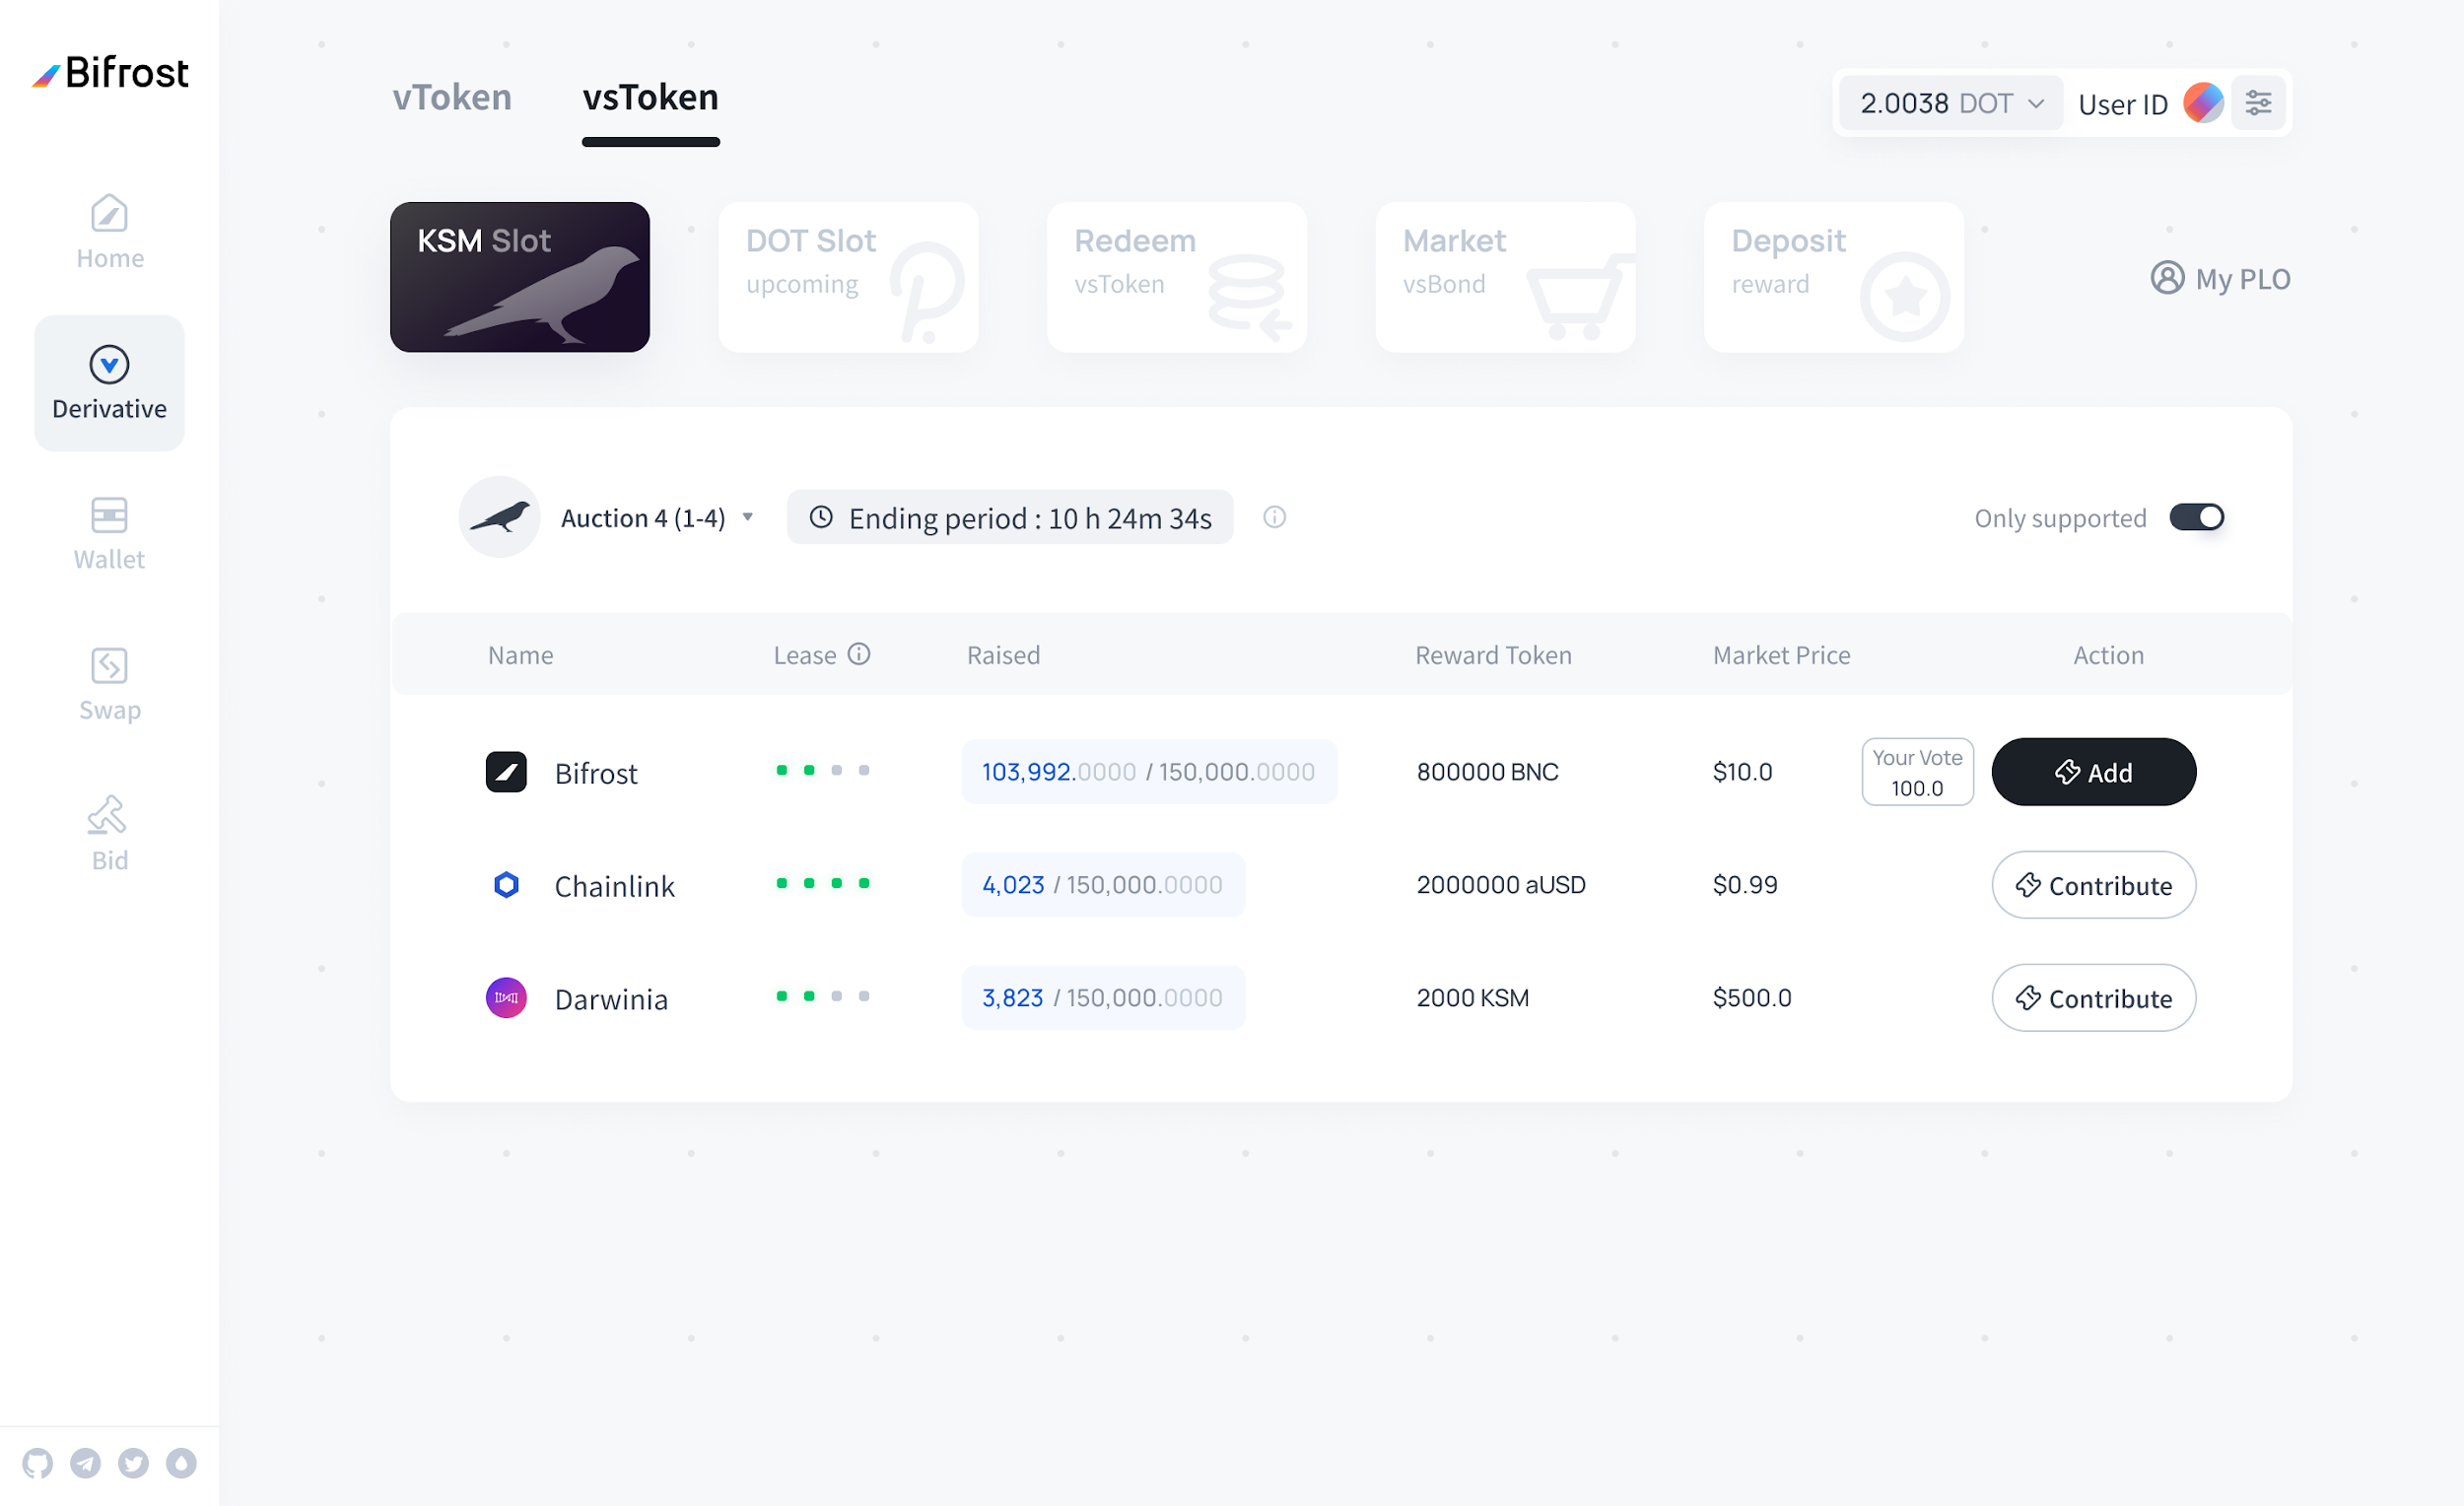 Bifrost
Home
Derivative
Wallet
Swap
Bid
vToken
vsToken
2.0038 DOT
User ID
KSM Slot
DOT Slot
upcoming
Redeem
vsToken
Market
vsBond
Deposit
reward
My PLO
Auction 4 (1-4)
Ending period : 10 h 24m 34s
Only supported
Name
Lease
Raised
Reward Token
Market Price
Action
Bifrost
103,992.0000 / 150,000.0000
800000 BNC
$10.0
Your Vote
100.0
Add
Chainlink
4,023 / 150,000.0000
2000000 aUSD
$0.99
Contribute
Darwinia
3,823 / 150,000.0000
2000 KSM
$500.0
Contribute